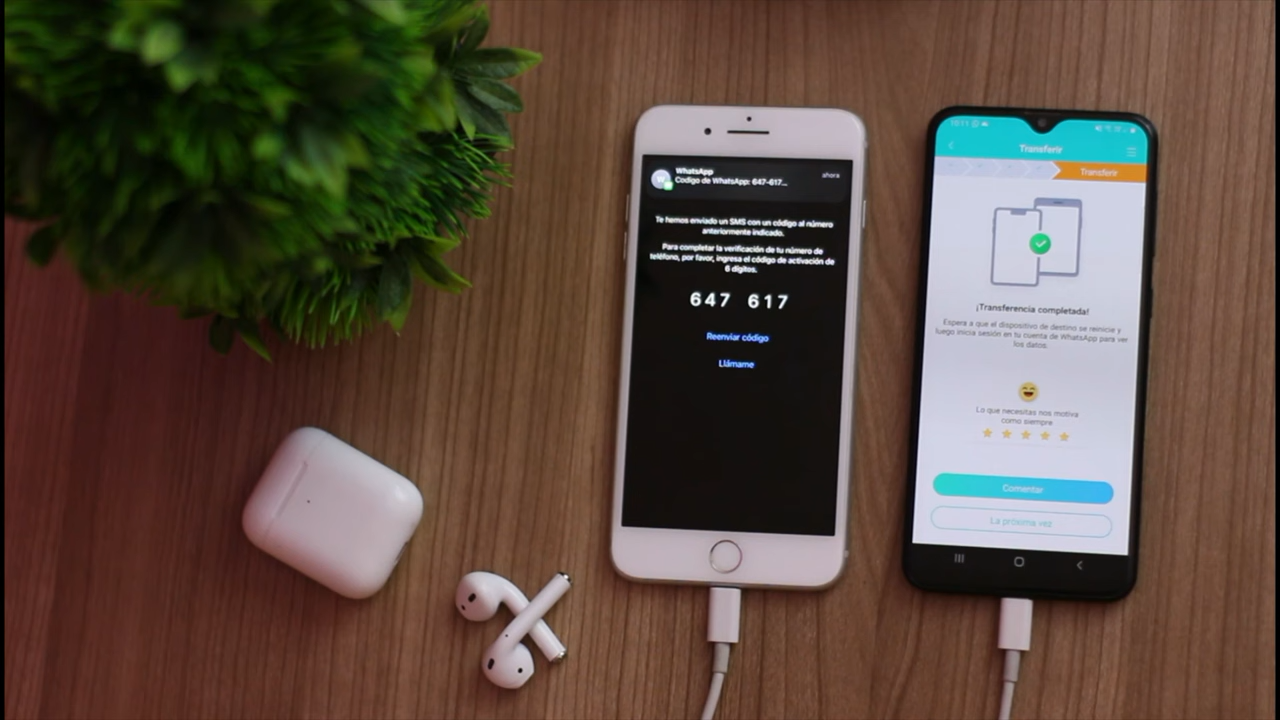 WhatsApp
ahora
Codigo de WhatsApp: 647-617...
Te hemos enviado un SMS con un código al número
anteriormente indicado.
Para completar la verificación de tu número de
teléfono, por favor, ingresa el código de activación de
6 dígitos.
647 617
Reenviar código
Llámame
10:11
Transferir
Transferir
¡Transferencia completada!
Espera a que el dispositivo de destino se reinicie y
luego inicia sesión en tu cuenta de WhatsApp para ver
los datos.
Lo que necesitas nos motiva
como siempre
Comentar
La próxima vez